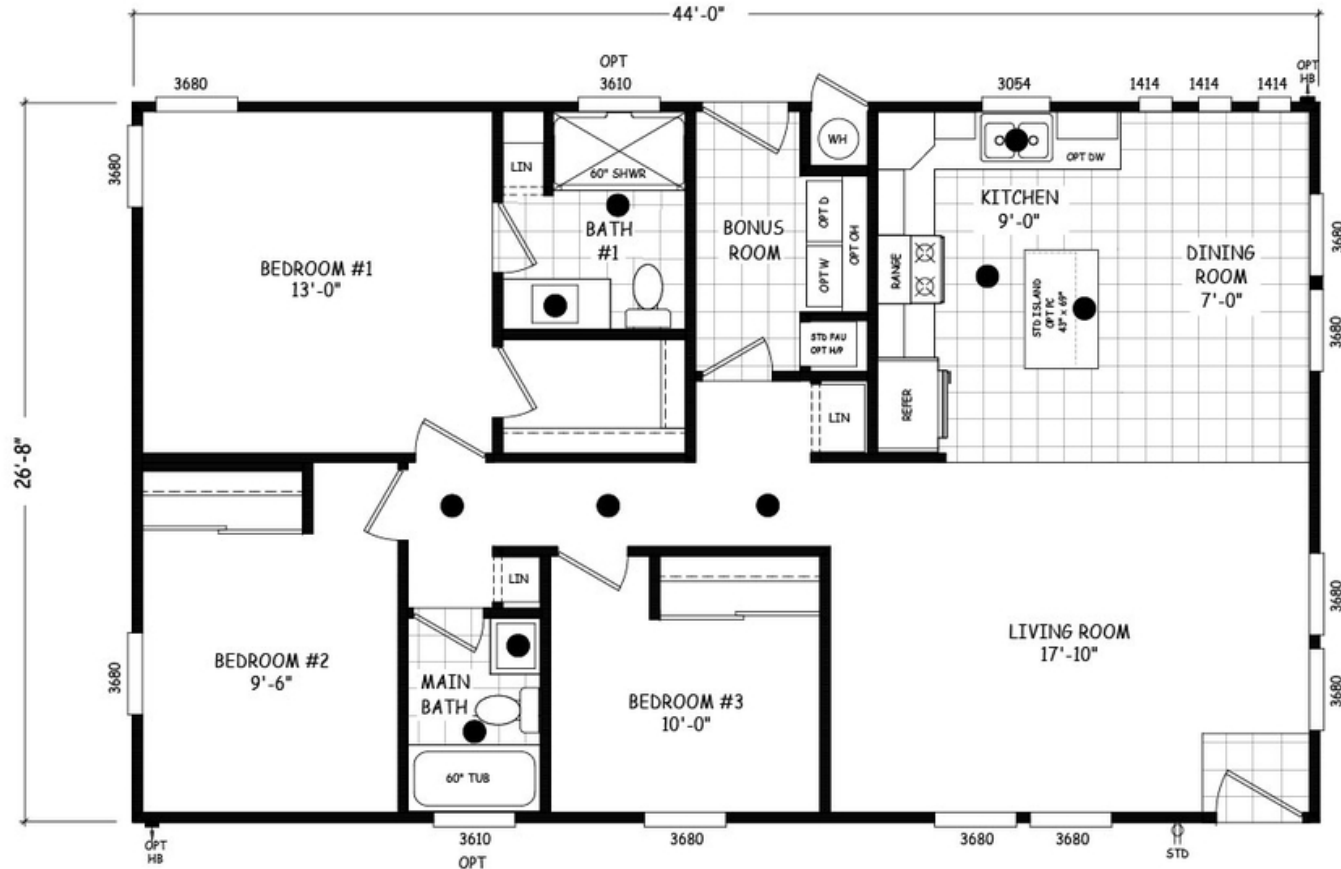 44'-0"
OPT
3680
3610
3054
1414
1414
1414
OPT
HB
3680
LIN
60" SHWR
WH
OPT DW
BATH
#1
BONUS
ROOM
OPT D
OPT W
OPT OH
KITCHEN
9'-0"
RANGE
DINING
ROOM
7'-0"
3680
3680
BEDROOM #1
13'-0"
STD ISLAND
OPT PC
43" x 69"
STD FAU
OPT H/P
LIN
REFER
26'-8"
LIN
BEDROOM #2
9'-6"
3680
MAIN
BATH
60" TUB
BEDROOM #3
10'-0"
LIVING ROOM
17'-10"
3680
3680
OPT
HB
3610
OPT
3680
3680
3680
STD